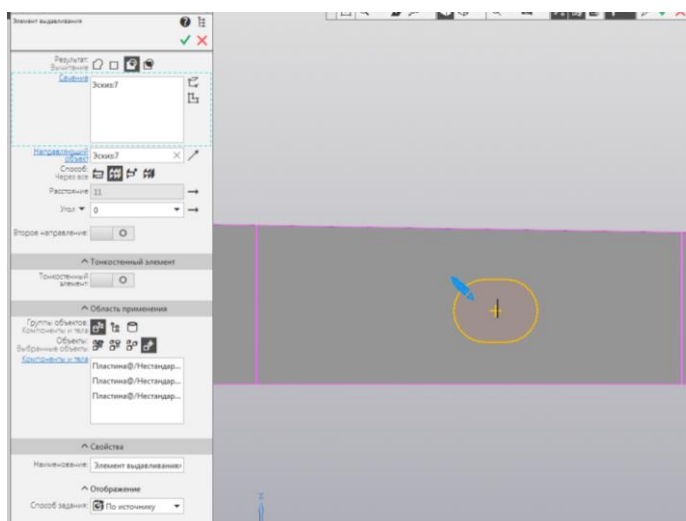 Элемент выдавливания
Результат:
Вычитание
Сечение
Эскиз:7
Направляющий
объект
Эскиз:7
Способ:
Через все
Расстояние
11
Угол
0
Второе направление:
Тонкостенный элемент
Тонкостенный
элемент
Область применения
Группы объектов:
Компоненты и тела
Объекты:
Выбранные объекты
Компоненты и тела
Пластина@/Нестандар...
Пластина@/Нестандар...
Пластина@/Нестандар...
Свойства
Наименование:
Элемент выдавливания:
Отображение
Способ задания:
По источнику